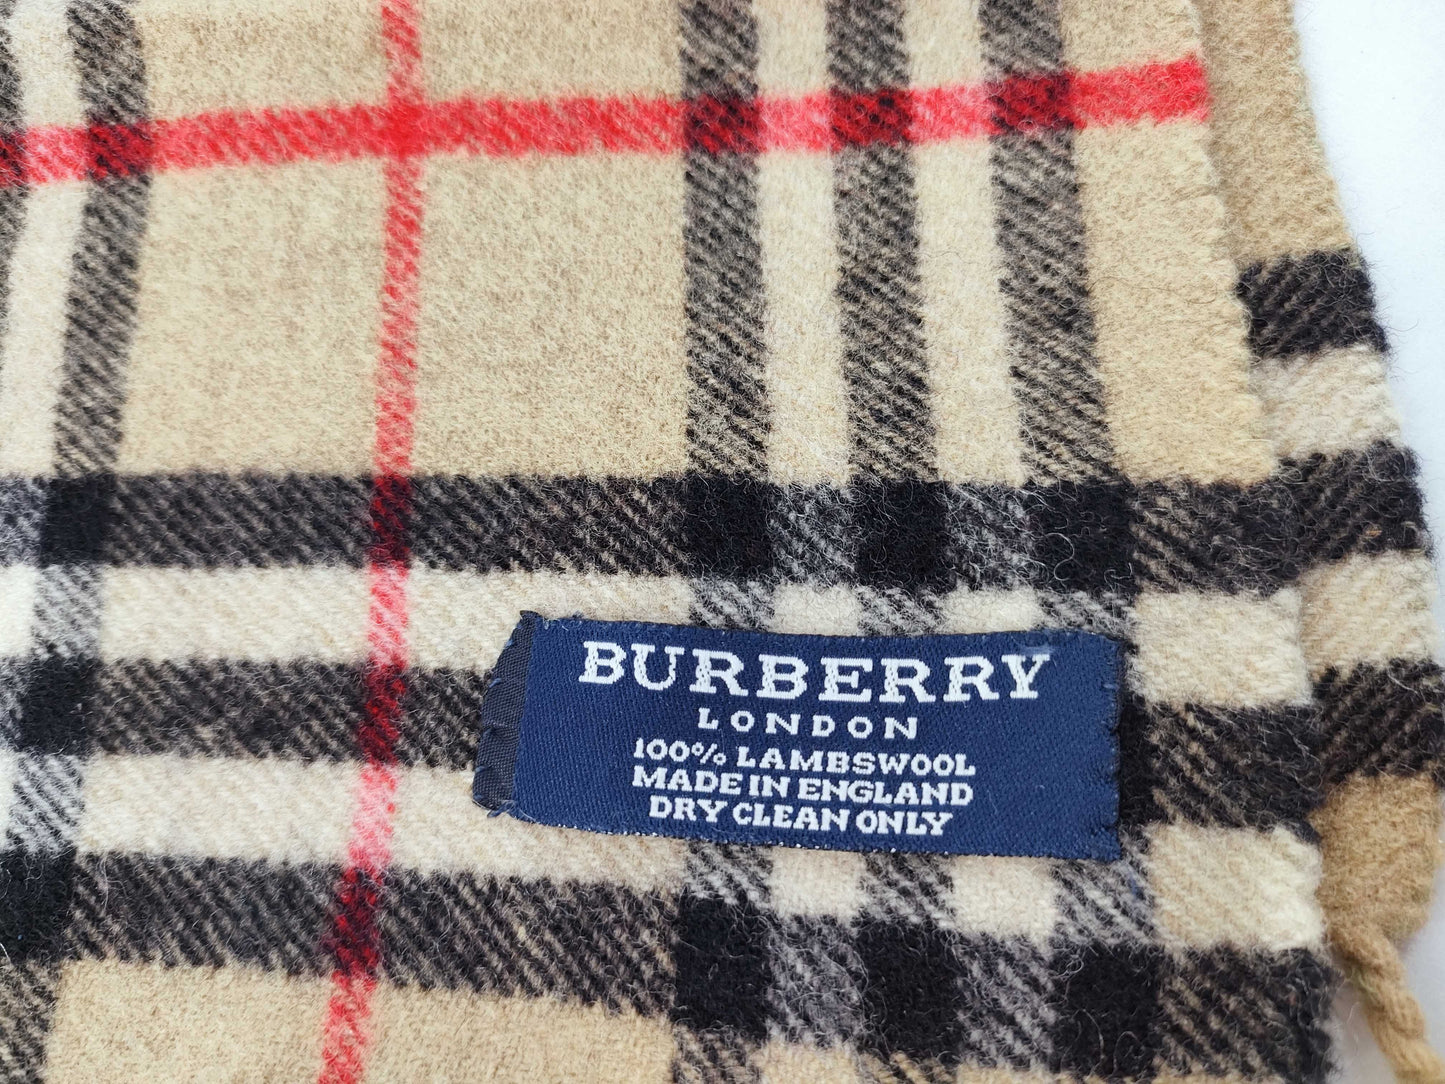 BURBERRY
LONDON
100% LAMBSWOOL
MADE IN ENGLAND
DRY CLEAN ONLY